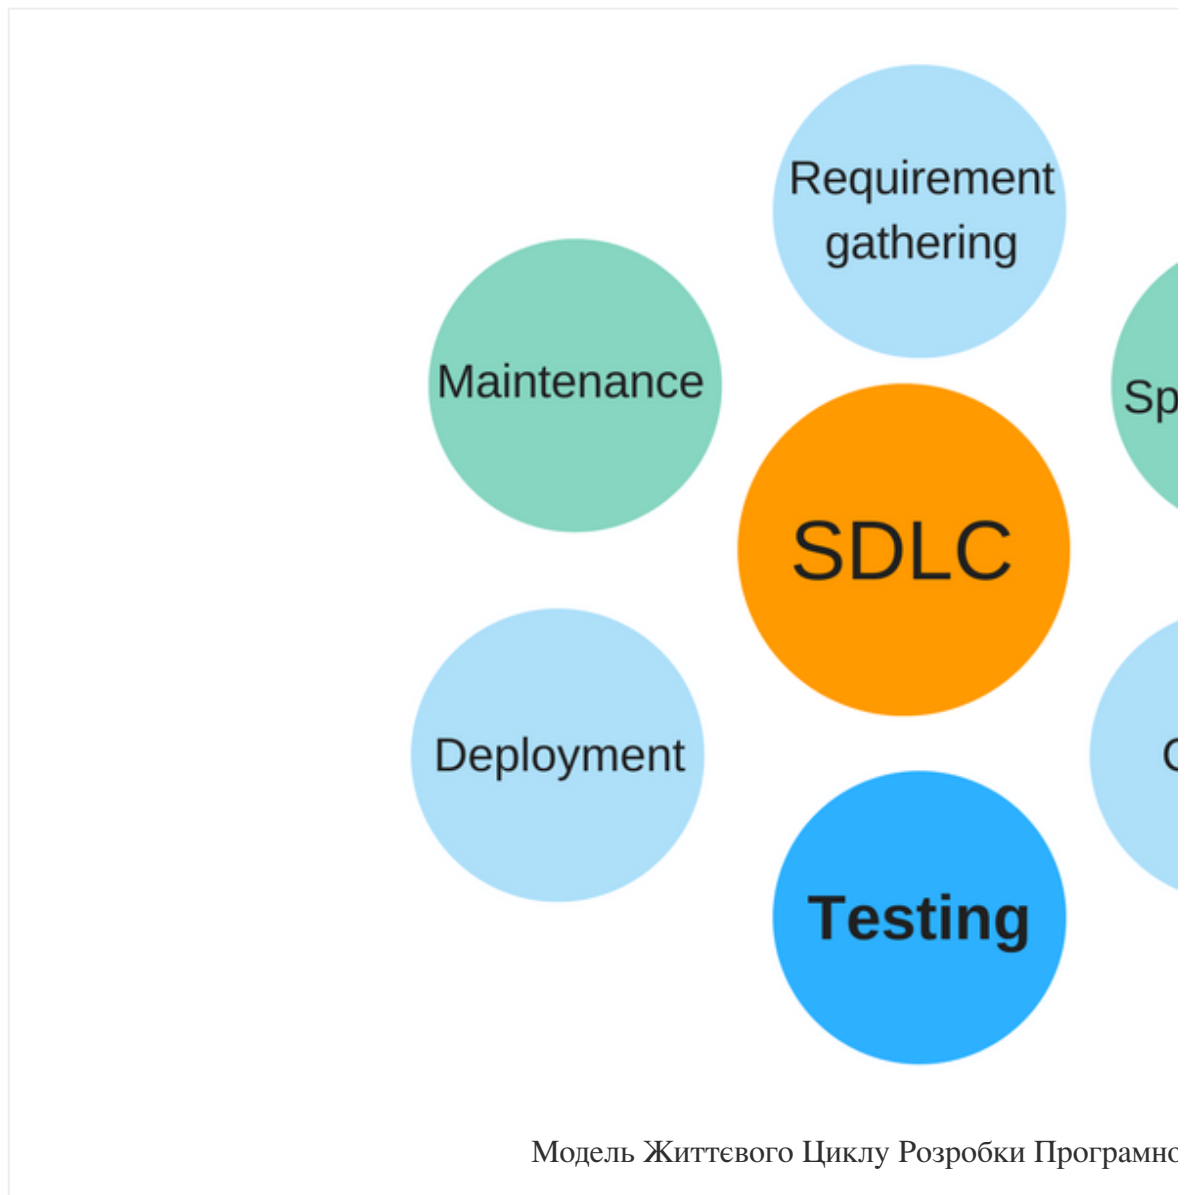 Requirement
gathering
Maintenance
SDLC
Deployment
Testing
Модель Життєвого Циклу Розробки